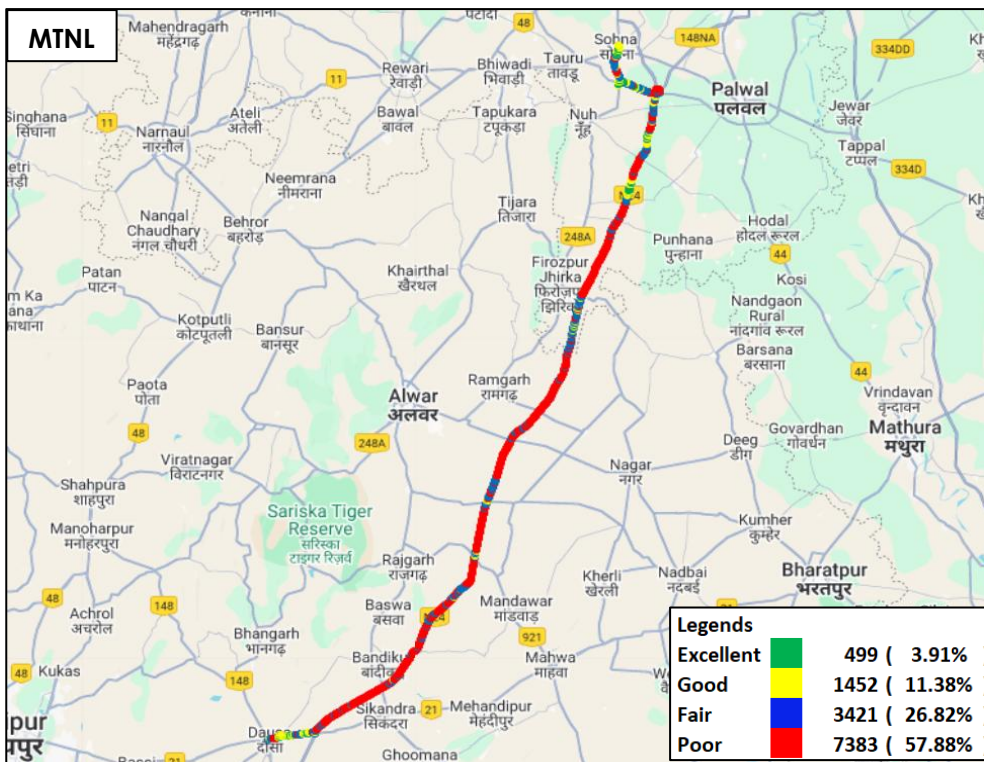 MTNL
Mahendragarh
महेंद्रगढ़
48
Sohna
148NA
334DD
Rewari
रेवाड़ी
Bhiwadi
भिवाड़ी
Tauru
तावडू
11
Palwal
पलवल
Jewar
जेवर
Singhana
सिंघाना
11
Narnaul
नारनौल
Ateli
अतेली
Bawal
बावल
Tapukara
टपूकड़ा
Nuh
नूँह
Tappal
टप्पल
334D
Neemrana
नीमराना
Nangal
Chaudhary
नंगल चौधरी
Behror
बहरोड़
Tijara
तिजारा
248A
Punhana
पुन्हाना
Hodal
होदल रूरल
44
Patan
पाटन
Khairthal
खैरथल
Firozpur
Jhirka
Kosi
Kotputli
कोटपूतली
Bansur
बानसूर
Nandgaon
Rural
नांदगांव रूरल
Barsana
बरसाना
Paota
पोता
Ramgarh
रामगढ़
44
Vrindavan
वृन्दावन
Alwar
अलवर
48
248A
Deeg
डीग
Govardhan
गोवर्धन
Mathura
मथुरा
Viratnagar
विराटनगर
Nagar
नगर
Shahpura
शाहपुरा
Sariska Tiger
Reserve
सरिस्का
टाइगर रिज़र्व
Manoharpur
मनोहरपुरा
Kumher
कुम्हेर
Rajgarh
राजगढ़
Kherli
खेरली
Nadbai
नदबई
Bharatpur
भरतपुर
48
148
Achrol
अचरोल
Baswa
बसवा
Mandawar
मंडावाड़
921
Bhangarh
भानगढ़
Mahwa
महवा
48
Kukas
148
Sikandra
सिकंदरा
21
Mehandipur
मेहंदीपुर
Ghoomana
21
Legends
Excellent 499 ( 3.91%
Good 1452 ( 11.38%
Fair 3421 ( 26.82%
Poor 7383 ( 57.88%